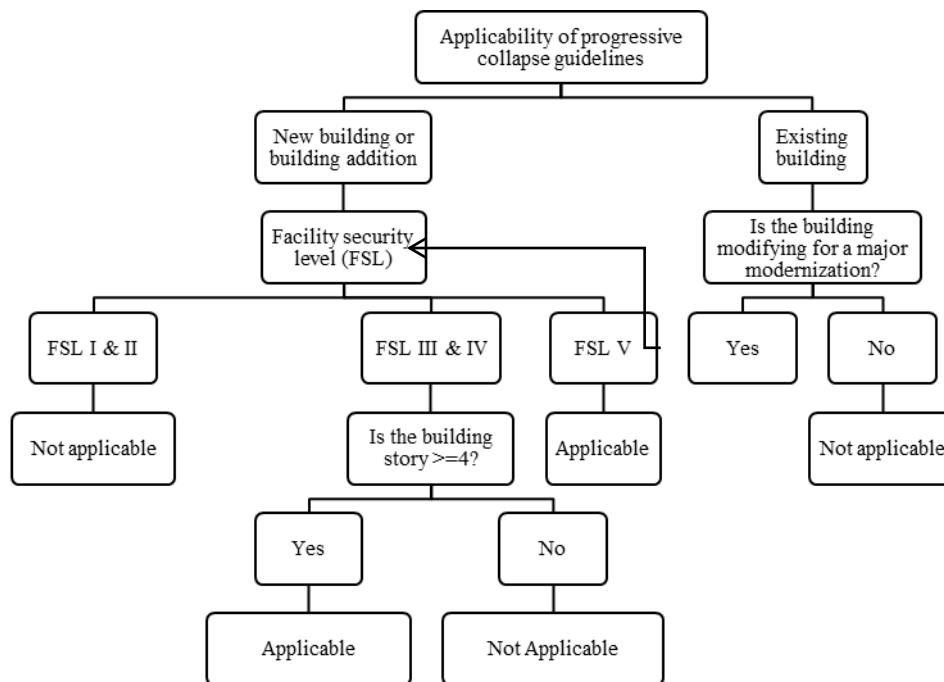 Applicability of progressive
collapse guidelines
New building or
building addition
Existing
building
Facility security
level (FSL)
Is the building
modifying for a major
modernization?
FSL I & II
FSL III & IV
FSL V
Yes
No
Not applicable
Is the building
story >=4?
Applicable
Not applicable
Yes
No
Applicable
Not Applicable